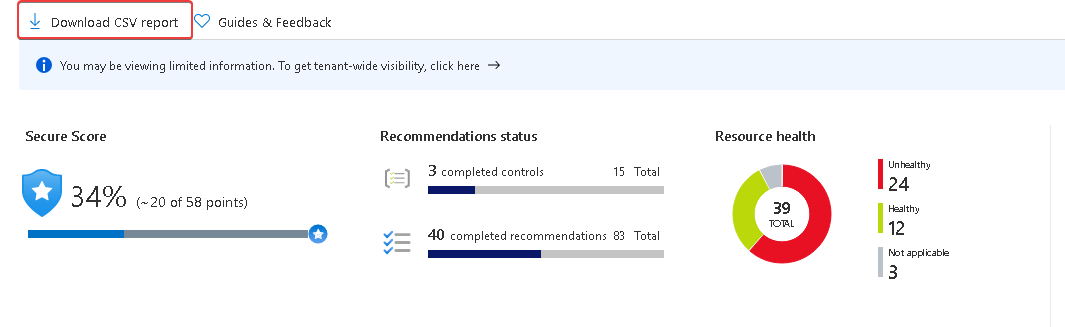 Download CSV report
Guides & Feedback
You may be viewing limited information. To get tenant-wide visibility, click here →
Secure Score
34% (~20 of 58 points)
Recommendations status
3 completed controls 15 Total
40 completed recommendations 83 Total
Resource health
39
TOTAL
Unhealthy
24
Healthy
12
Not applicable
3